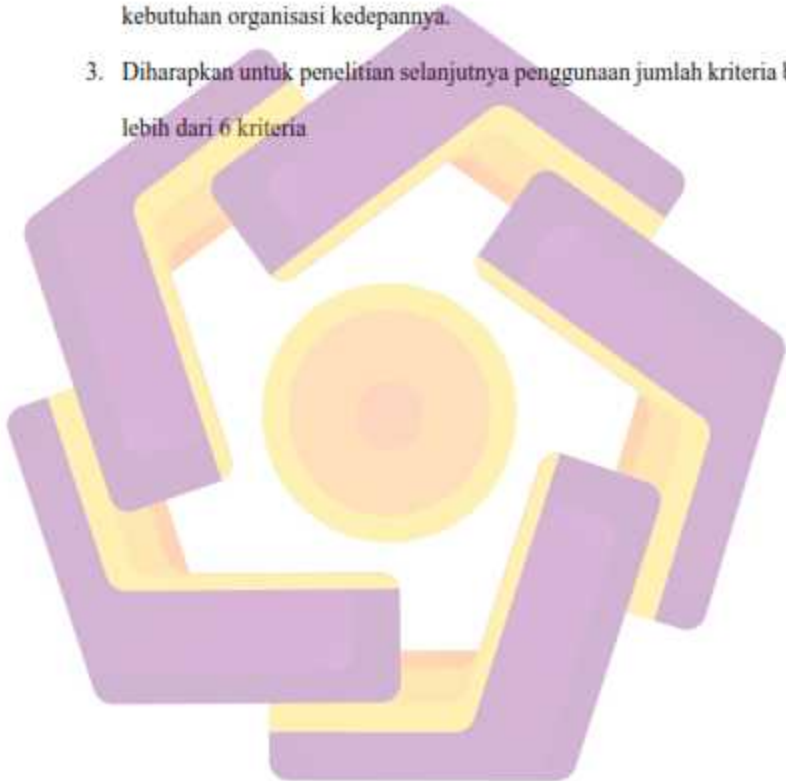 kebutuhan organisasi kedepannya.
3. Diharapkan untuk penelitian selanjutnya penggunaan jumlah kriteria
lebih dari 6 kriteria